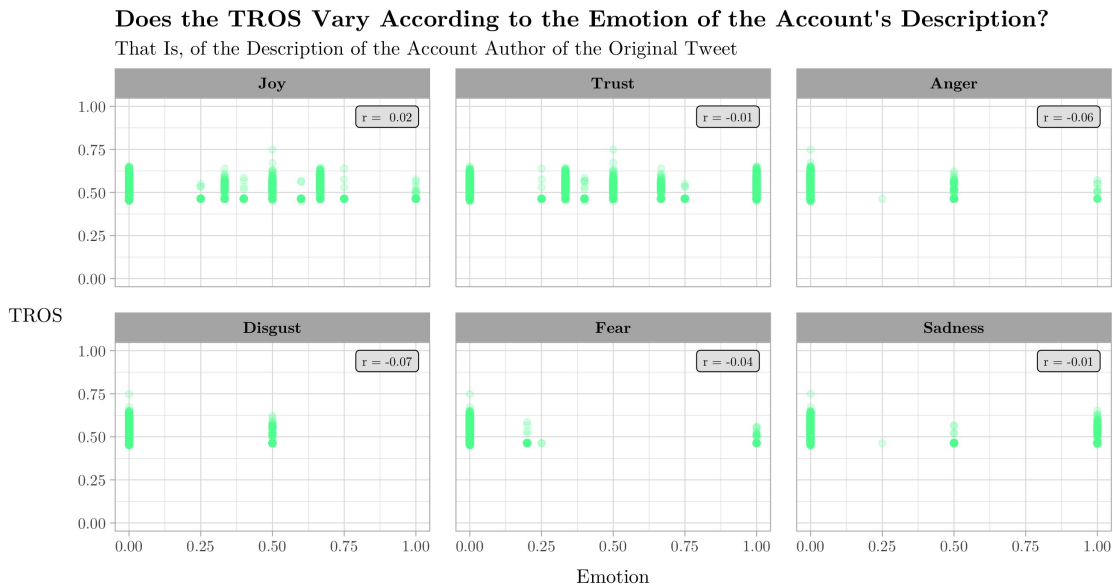 Does the TROS Vary According to the Emotion of the Account's Description?
That Is, of the Description of the Account Author of the Original Tweet
Joy
Trust
Anger
r =  0.02
r = -0.01
r = -0.06
1.00
0.75
0.50
0.25
0.00
TROS
Disgust
Fear
Sadness
r = -0.07
r = -0.04
r = -0.01
1.00
0.75
0.50
0.25
0.00
0.00 0.25 0.50 0.75 1.00
0.00 0.25 0.50 0.75 1.00
0.00 0.25 0.50 0.75 1.00
Emotion